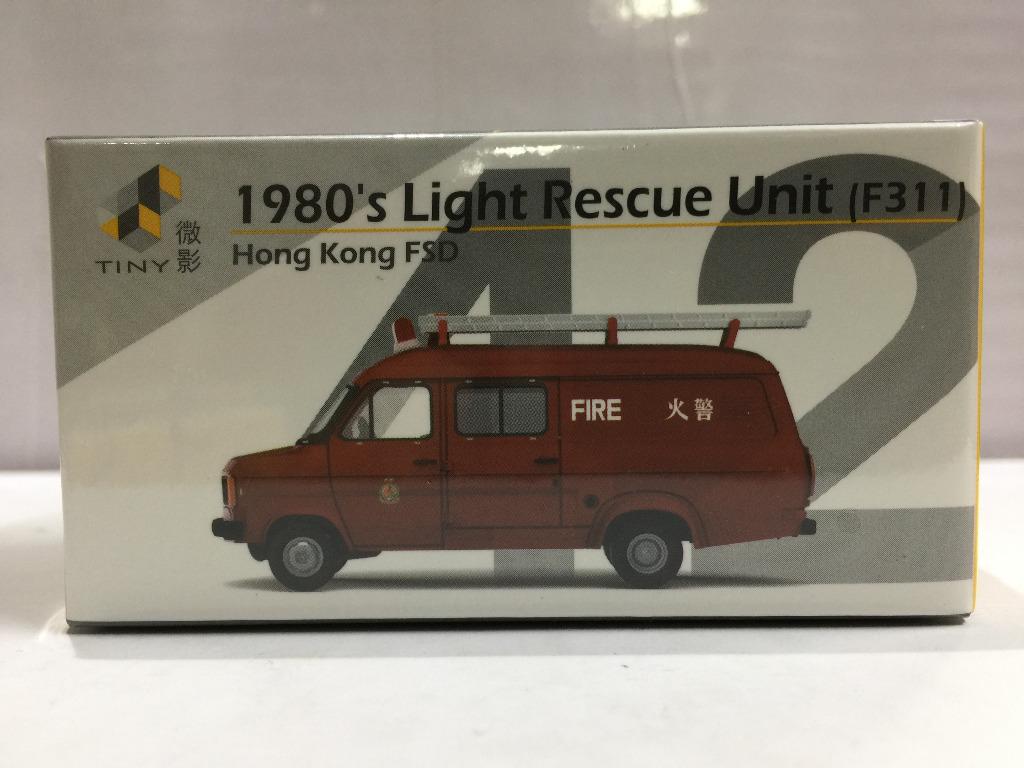 1980's Light Rescue Unit (F311)
Hong Kong FSD
微
影
TINY
42
FIRE 火警